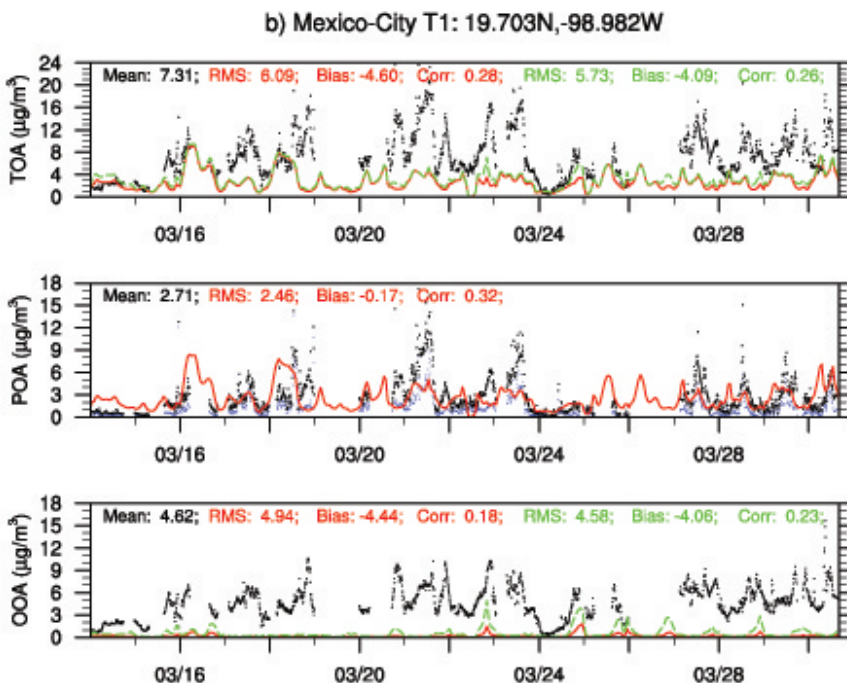 b) Mexico-City T1: 19.703N,-98.982W
Mean: 7.31; RMS: 6.09; Bias: -4.60; Corr: 0.28; RMS: 5.73; Bias: -4.09; Corr: 0.26;
TOA (μg/m³)
24
20
16
12
8
4
0
03/16 03/20 03/24 03/28
Mean: 2.71; RMS: 2.46; Bias: -0.17; Corr: 0.32;
POA (μg/m³)
18
15
12
9
6
3
0
03/16 03/20 03/24 03/28
Mean: 4.62; RMS: 4.94; Bias: -4.44; Corr: 0.18; RMS: 4.58; Bias: -4.06; Corr: 0.23;
OOA (μg/m³)
18
15
12
9
6
3
0
03/16 03/20 03/24 03/28